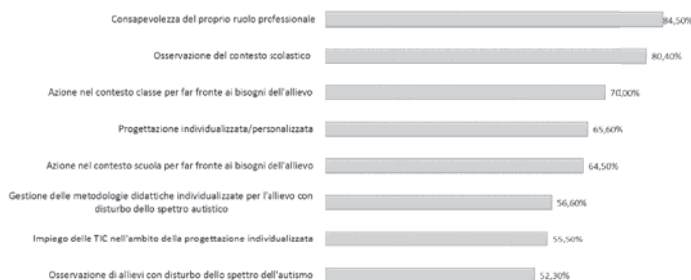 Consapevolezza del proprio ruolo professionale 84,50%
Osservazione del contesto scolastico 80,40%
Azione nel contesto classe per far fronte ai bisogni dell'allievo 70,00%
Progettazione individualizzata/personalizzata 65,60%
Azione nel contesto scuola per far fronte ai bisogni dell'allievo 64,50%
Gestione delle metodologie didattiche individualizzate per l'allievo con
disturbo dello spettro autistico 56,60%
Impiego delle TIC nell'ambito della progettazione individualizzata 55,50%
Osservazione di allievi con disturbo dello spettro dell'autismo 52,30%